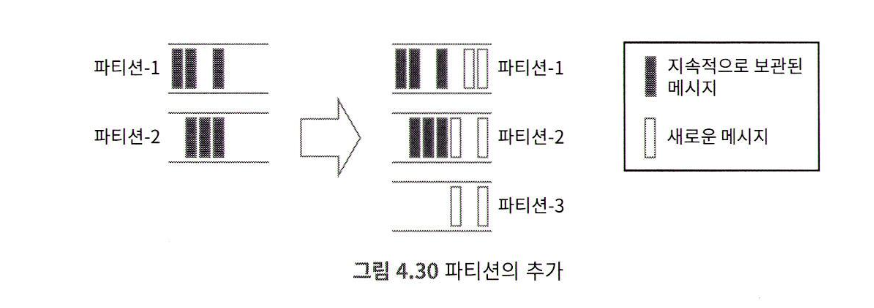 파티션-1
파티션-2
파티션-1
파티션-2
파티션-3
지속적으로 보관된
메시지
새로운 메시지
그림 4.30 파티션의 추가